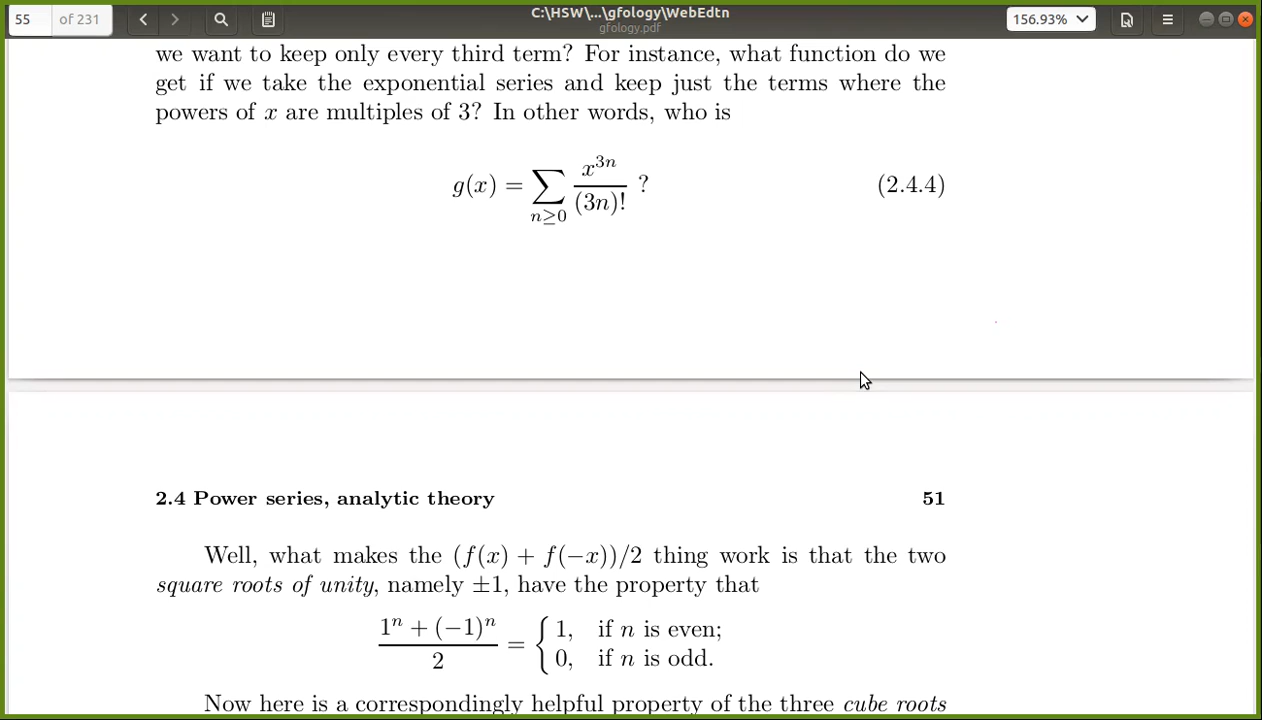 55 of 231
C:\HSW\...\gfology\WebEdtn
gfology.pdf
156.93%
we want to keep only every third term? For instance, what function do we
get if we take the exponential series and keep just the terms where the
powers of x are multiples of 3? In other words, who is
g(x) = ∑_{n≥0} x^{3n}/(3n)! ? (2.4.4)
2.4 Power series, analytic theory 51
Well, what makes the (f(x) + f(−x))/2 thing work is that the two
square roots of unity, namely ±1, have the property that
(1^n + (−1)^n)/2 = { 1, if n is even;
0, if n is odd.
Now here is a correspondingly helpful property of the three cube roots